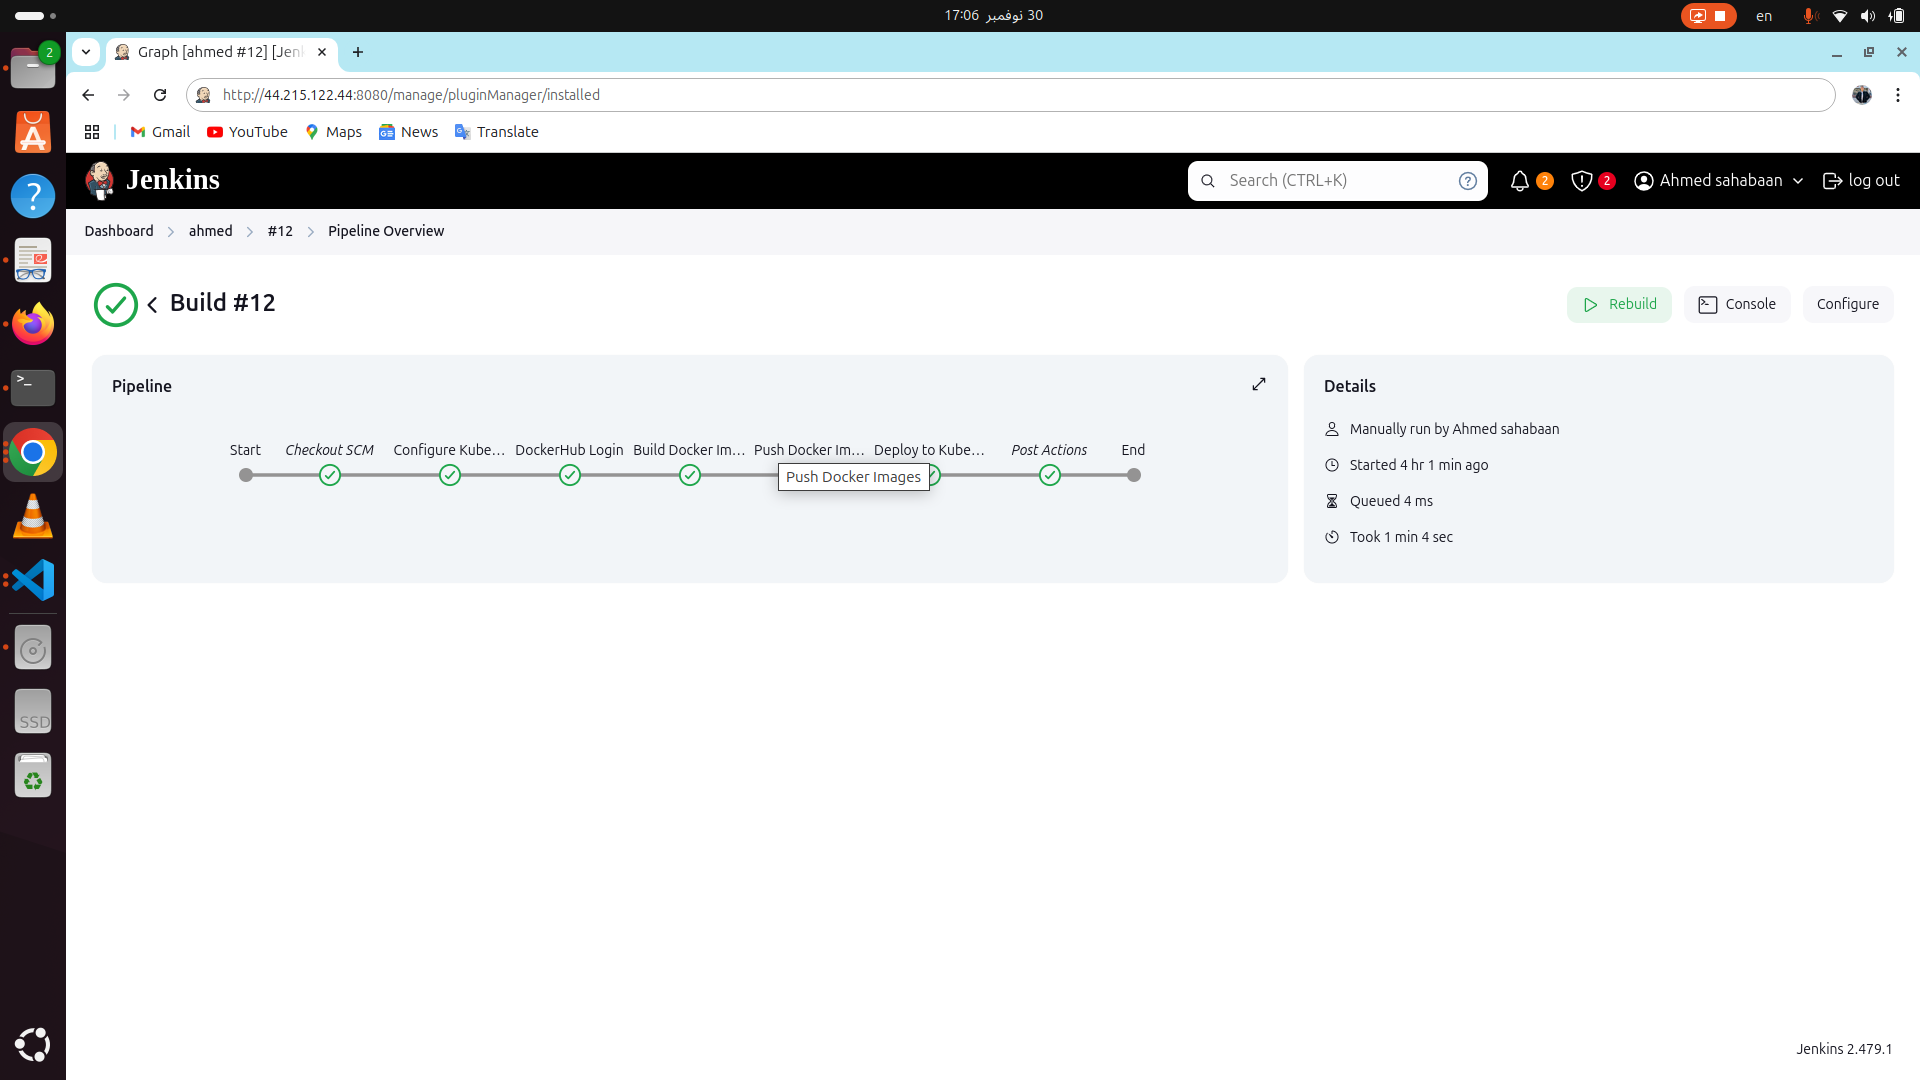 30 نوفمبر 17:06
en
2
Graph [ahmed #12] [Jen
http://44.215.122.44:8080/manage/pluginManager/installed
Gmail YouTube Maps News Translate
Jenkins
Search (CTRL+K)
2
2
Ahmed sahabaan
log out
Dashboard ahmed #12 Pipeline Overview
Build #12
Rebuild Console Configure
Pipeline
Start Checkout SCM Configure Kube... DockerHub Login Build Docker Im... Push Docker Im... Deploy to Kube... Post Actions End
Push Docker Images
Details
Manually run by Ahmed sahabaan
Started 4 hr 1 min ago
Queued 4 ms
Took 1 min 4 sec
SSD
Jenkins 2.479.1